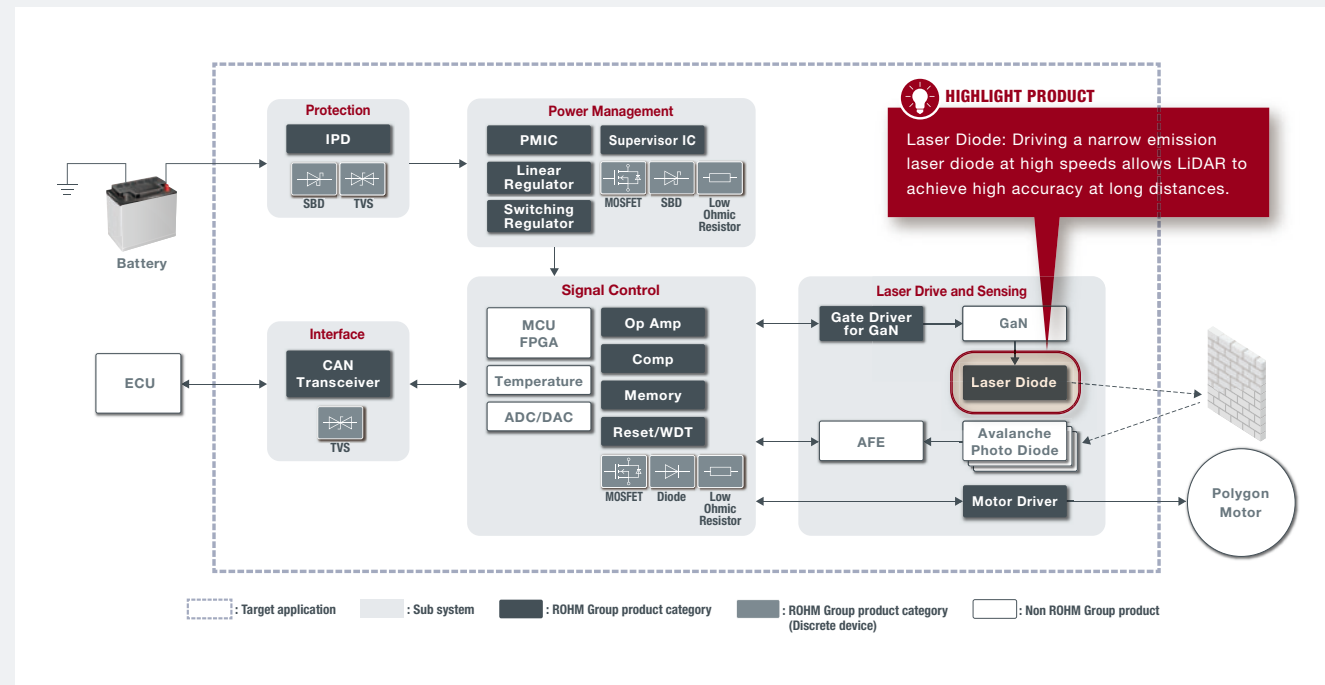 HIGHLIGHT PRODUCT
Laser Diode: Driving a narrow emission
laser diode at high speeds allows LiDAR to
achieve high accuracy at long distances.
Protection
IPD
SBD
TVS
Power Management
PMIC
Supervisor IC
Linear
Regulator
Switching
Regulator
MOSFET
SBD
Low
Ohmic
Resistor
Battery
Signal Control
MCU
FPGA
Temperature
ADC/DAC
Op Amp
Comp
Memory
Reset/WDT
MOSFET
Diode
Low
Ohmic
Resistor
Interface
CAN
Transceiver
TVS
ECU
Laser Drive and Sensing
Gate Driver
for GaN
GaN
Laser Diode
AFE
Avalanche
Photo Diode
Motor Driver
Polygon
Motor
: Target application
: Sub system
: ROHM Group product category
: ROHM Group product category
(Discrete device)
: Non ROHM Group product